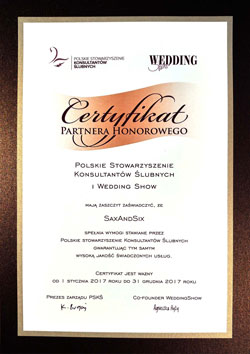 POLSKIE STOWARZYSZENIE
KONSULTANTÓW
ŚLUBNYCH
WEDDING
Show
Certyfikat
PARTNERA HONOROWEGO
POLSKIE STOWARZYSZENIE
KONSULTANTÓW ŚLUBNYCH
I WEDDING SHOW
MAJĄ ZASZCZYT ZAŚWIADCZYĆ, ŻE
SAXANDSIX
SPEŁNIA WYMOGI STAWIANE PRZEZ
POLSKIE STOWARZYSZENIE KONSULTANTÓW ŚLUBNYCH
GWARANTUJĄC TYM SAMYM
WYSOKĄ JAKOŚĆ ŚWIADCZONYCH USŁUG.
CERTYFIKAT JEST WAŻNY
OD 1 STYCZNIA 2017 ROKU DO 31 GRUDNIA 2017 ROKU
PREZES ZARZĄDU PSKŚ
CO-FOUNDER WEDDINGSHOW